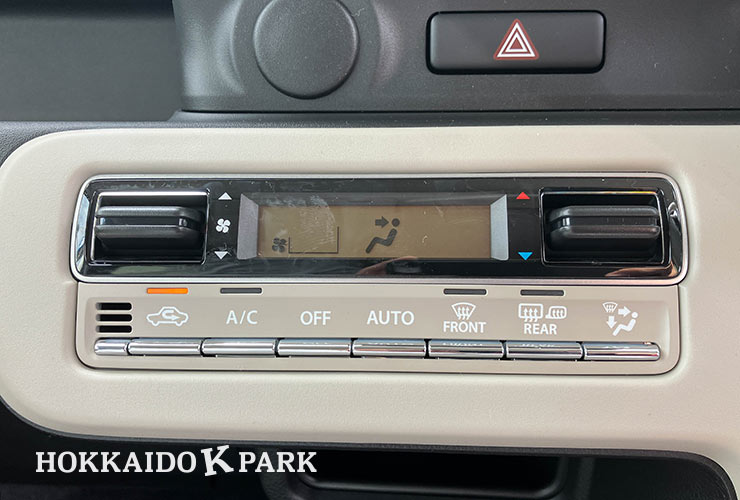 A/C
OFF
AUTO
FRONT
REAR
HOKKAIDO K PARK